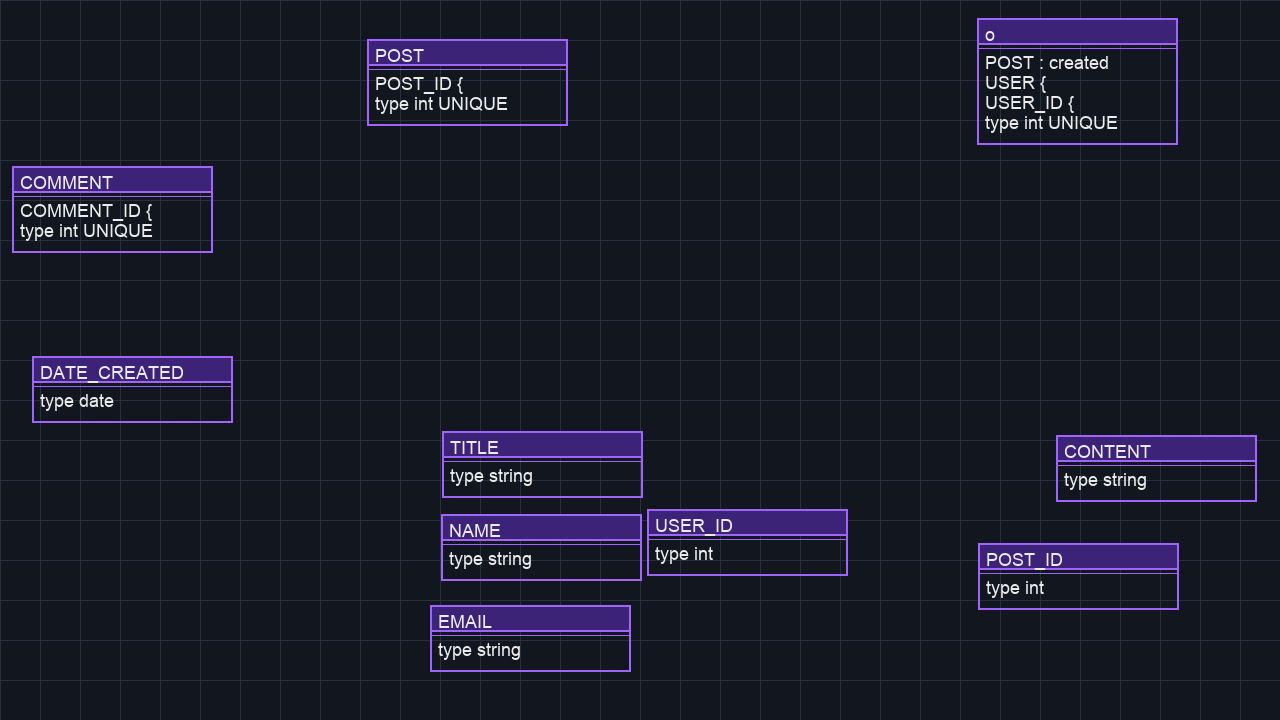 POST
POST_ID {
type int UNIQUE
o
POST : created
USER {
USER_ID {
type int UNIQUE
COMMENT
COMMENT_ID {
type int UNIQUE
DATE_CREATED
type date
TITLE
type string
CONTENT
type string
NAME
type string
USER_ID
type int
POST_ID
type int
EMAIL
type string